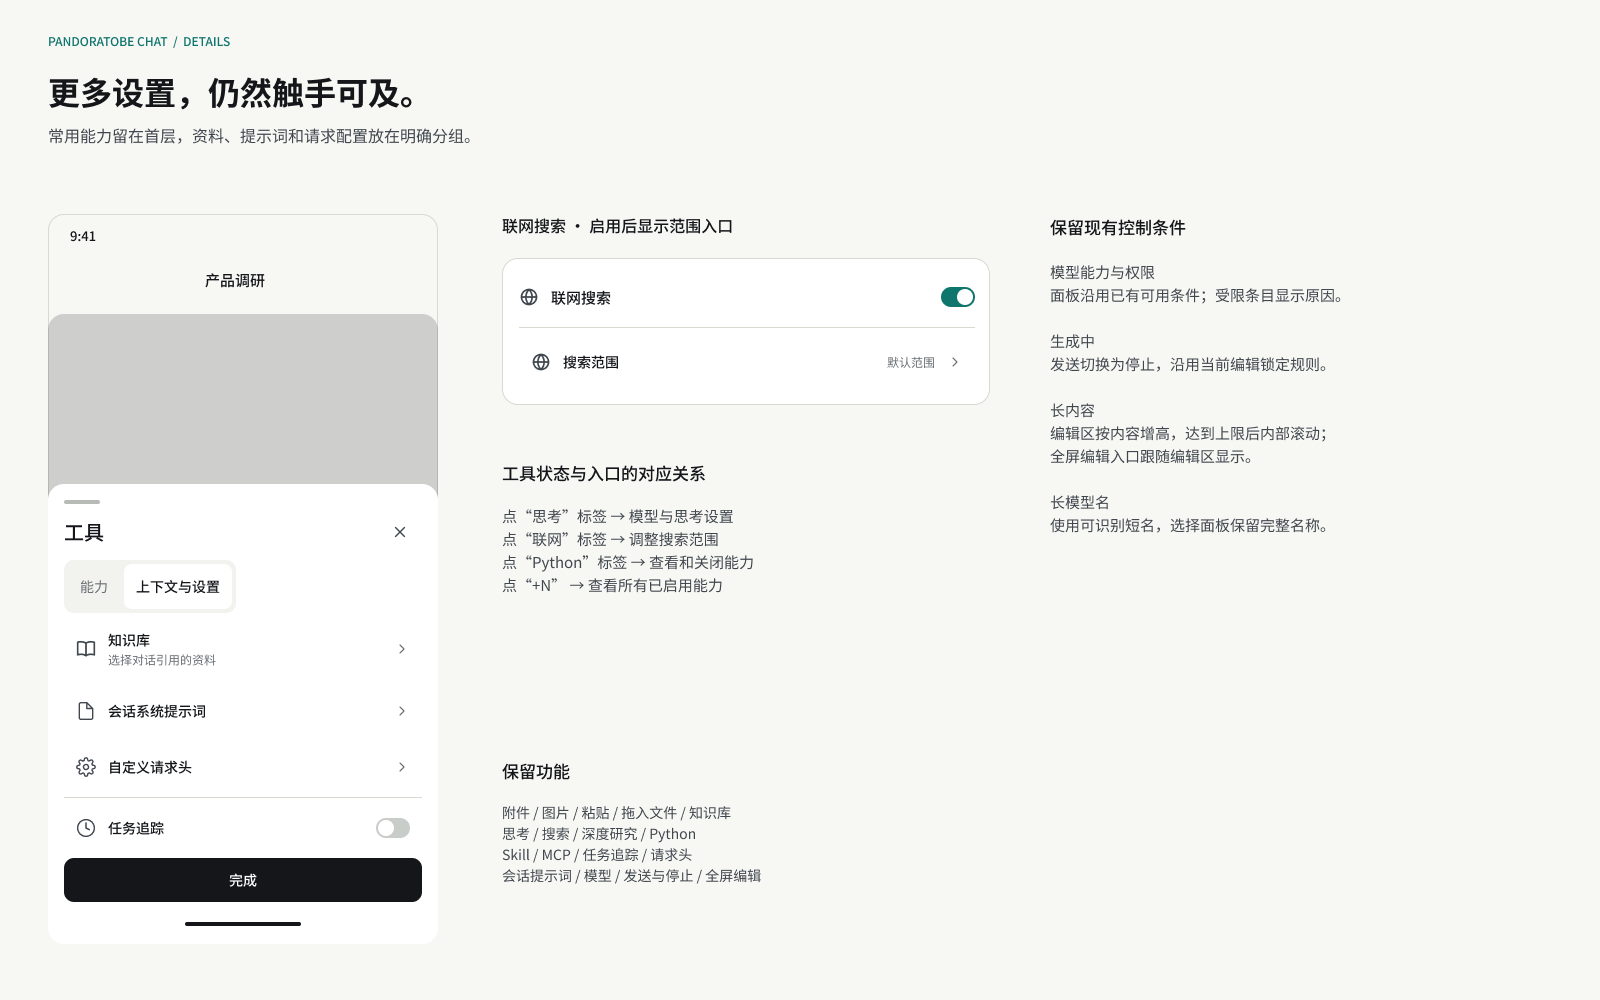 PANDORATOBE CHAT / DETAILS
更多设置，仍然触手可及。
常用能力留在首层，资料、提示词和请求配置放在明确分组。
9:41
产品调研
工具
能力
上下文与设置
知识库
选择对话引用的资料
会话系统提示词
自定义请求头
任务追踪
完成
联网搜索 · 启用后显示范围入口
联网搜索
搜索范围
默认范围
工具状态与入口的对应关系
点“思考”标签 → 模型与思考设置
点“联网”标签 → 调整搜索范围
点“Python”标签 → 查看和关闭能力
点“+N” → 查看所有已启用能力
保留功能
附件 / 图片 / 粘贴 / 拖入文件 / 知识库
思考 / 搜索 / 深度研究 / Python
Skill / MCP / 任务追踪 / 请求头
会话提示词 / 模型 / 发送与停止 / 全屏编辑
保留现有控制条件
模型能力与权限
面板沿用已有可用条件；受限条目显示原因。
生成中
发送切换为停止，沿用当前编辑锁定规则。
长内容
编辑区按内容增高，达到上限后内部滚动；
全屏编辑入口跟随编辑区显示。
长模型名
使用可识别短名，选择面板保留完整名称。